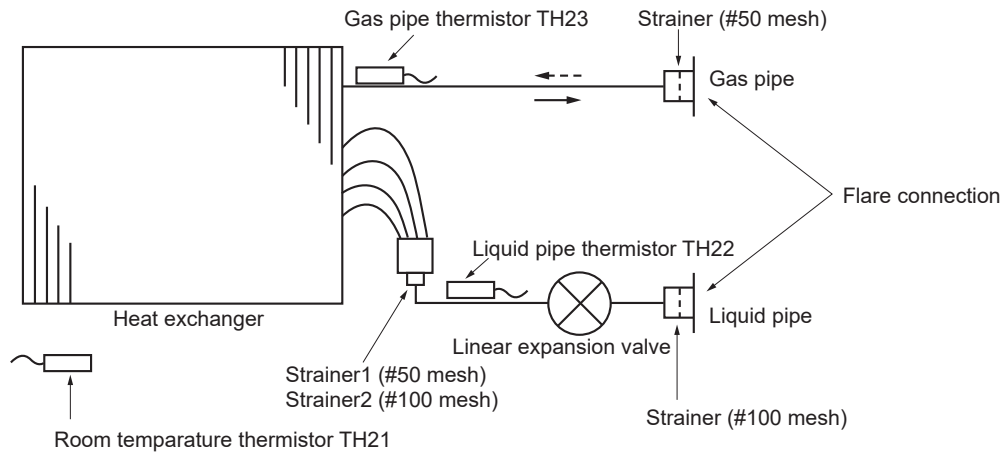 Gas pipe thermistor TH23
Strainer (#50 mesh)
Gas pipe
Flare connection
Liquid pipe thermistor TH22
Heat exchanger
Liquid pipe
Linear expansion valve
Strainer1 (#50 mesh)
Strainer2 (#100 mesh)
Strainer (#100 mesh)
Room temparature thermistor TH21